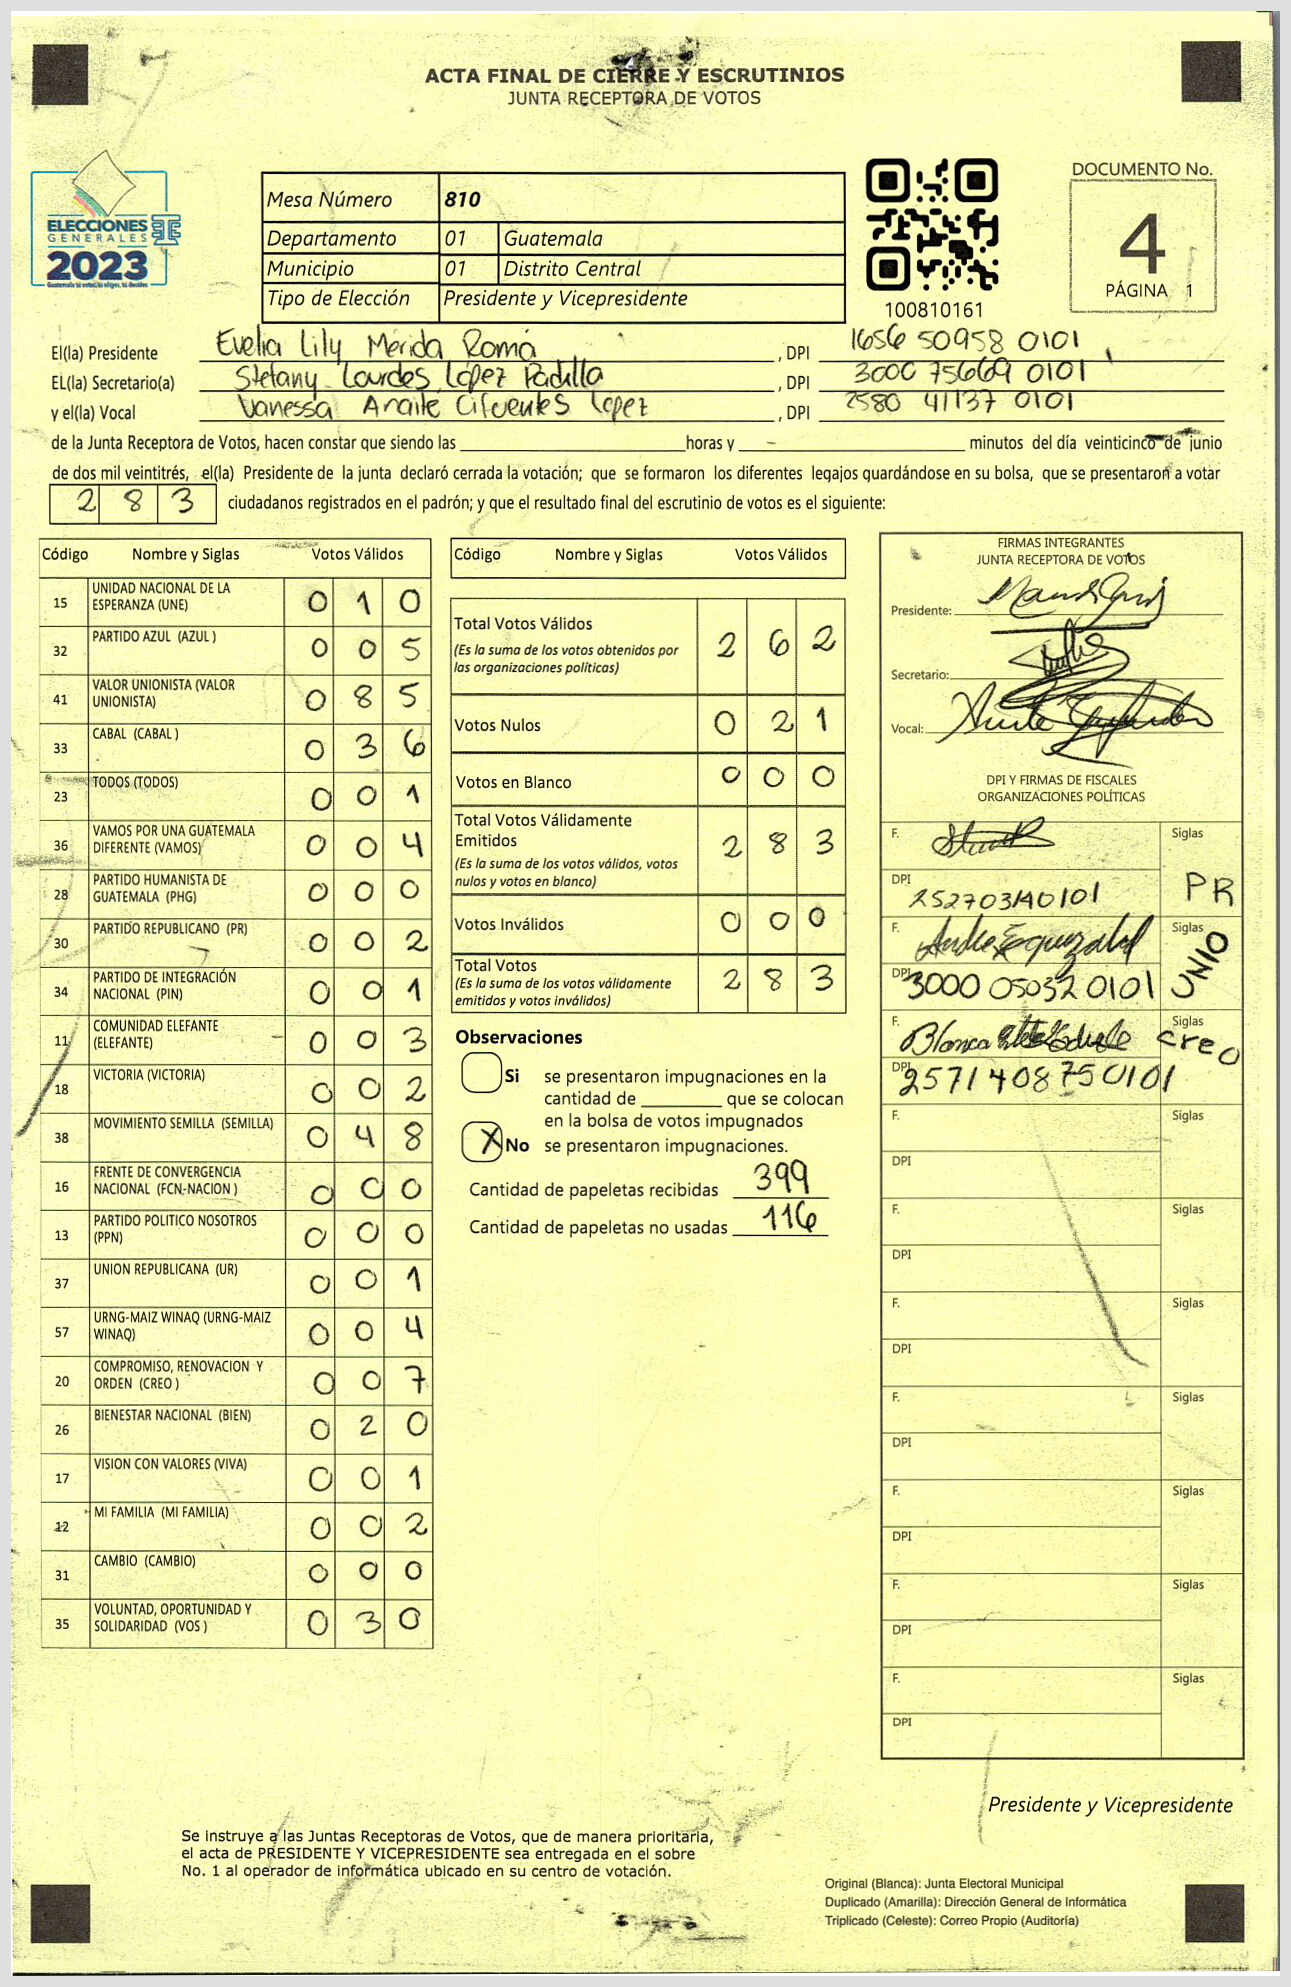 ACTA FINAL DE CIERRE Y ESCRUTINIOS
JUNTA RECEPTORA DE VOTOS
ELECCIONES
GENERALES
2023
Guatemala tú votas, tú eliges, tú decides
Mesa Número 810
Departamento 01 Guatemala
Municipio 01 Distrito Central
Tipo de Elección Presidente y Vicepresidente
100810161
DOCUMENTO No.
4
PÁGINA 1
El(la) Presidente Evelia Lily Mérida Romá , DPI 1656 50958 0101
EL(la) Secretario(a) Stefany Lourdes López Padilla , DPI 3000 75669 0101
y el(la) Vocal Vanessa Anaite Cifuentes Lopez , DPI 2580 41137 0101
de la Junta Receptora de Votos, hacen constar que siendo las horas y minutos del día veinticinco de junio
de dos mil veintitrés, el(la) Presidente de la junta declaró cerrada la votación; que se formaron los diferentes legajos guardándose en su bolsa, que se presentaron a votar
283 ciudadanos registrados en el padrón; y que el resultado final del escrutinio de votos es el siguiente:
Código Nombre y Siglas Votos Válidos
15 UNIDAD NACIONAL DE LA ESPERANZA (UNE) 0 1 0
32 PARTIDO AZUL (AZUL ) 0 0 5
41 VALOR UNIONISTA (VALOR UNIONISTA) 0 8 5
33 CABAL (CABAL ) 0 3 6
23 TODOS (TODOS) 0 0 1
36 VAMOS POR UNA GUATEMALA DIFERENTE (VAMOS) 0 0 4
28 PARTIDO HUMANISTA DE GUATEMALA (PHG) 0 0 0
30 PARTIDO REPUBLICANO (PR) 0 0 2
34 PARTIDO DE INTEGRACIÓN NACIONAL (PIN) 0 0 1
11 COMUNIDAD ELEFANTE (ELEFANTE) 0 0 3
18 VICTORIA (VICTORIA) 0 0 2
38 MOVIMIENTO SEMILLA (SEMILLA) 0 4 8
16 FRENTE DE CONVERGENCIA NACIONAL (FCN-NACION ) 0 0 0
13 PARTIDO POLITICO NOSOTROS (PPN) 0 0 0
37 UNION REPUBLICANA (UR) 0 0 1
57 URNG-MAIZ WINAQ (URNG-MAIZ WINAQ) 0 0 4
20 COMPROMISO, RENOVACION Y ORDEN (CREO ) 0 0 7
26 BIENESTAR NACIONAL (BIEN) 0 2 0
17 VISION CON VALORES (VIVA) 0 0 1
12 MI FAMILIA (MI FAMILIA) 0 0 2
31 CAMBIO (CAMBIO) 0 0 0
35 VOLUNTAD, OPORTUNIDAD Y SOLIDARIDAD (VOS ) 0 3 0
Código Nombre y Siglas Votos Válidos
Total Votos Válidos 2 6 2
(Es la suma de los votos obtenidos por
las organizaciones políticas)
Votos Nulos 0 2 1
Votos en Blanco 0 0 0
Total Votos Válidamente
Emitidos 2 8 3
(Es la suma de los votos válidos, votos
nulos y votos en blanco)
Votos Inválidos 0 0 0
Total Votos 2 8 3
(Es la suma de los votos válidamente
emitidos y votos inválidos)
Observaciones
Si se presentaron impugnaciones en la
cantidad de que se colocan
en la bolsa de votos impugnados
X No se presentaron impugnaciones.
Cantidad de papeletas recibidas 399
Cantidad de papeletas no usadas 116
FIRMAS INTEGRANTES
JUNTA RECEPTORA DE VOTOS
Presidente:
Secretario:
Vocal:
DPI Y FIRMAS DE FISCALES
ORGANIZACIONES POLÍTICAS
F. Siglas
DPI 252703140101 PR
F. Siglas
DPI 3000 05032 0101 UNIO
F. Blanca Siglas creo
DPI 2571408750101
F. Siglas
DPI
F. Siglas
DPI
F. Siglas
DPI
F. Siglas
DPI
F. Siglas
DPI
F. Siglas
DPI
F. Siglas
DPI
Presidente y Vicepresidente
Se instruye a las Juntas Receptoras de Votos, que de manera prioritaria,
el acta de PRESIDENTE Y VICEPRESIDENTE sea entregada en el sobre
No. 1 al operador de informática ubicado en su centro de votación.
Original (Blanca): Junta Electoral Municipal
Duplicado (Amarilla): Dirección General de Informática
Triplicado (Celeste): Correo Propio (Auditoría)